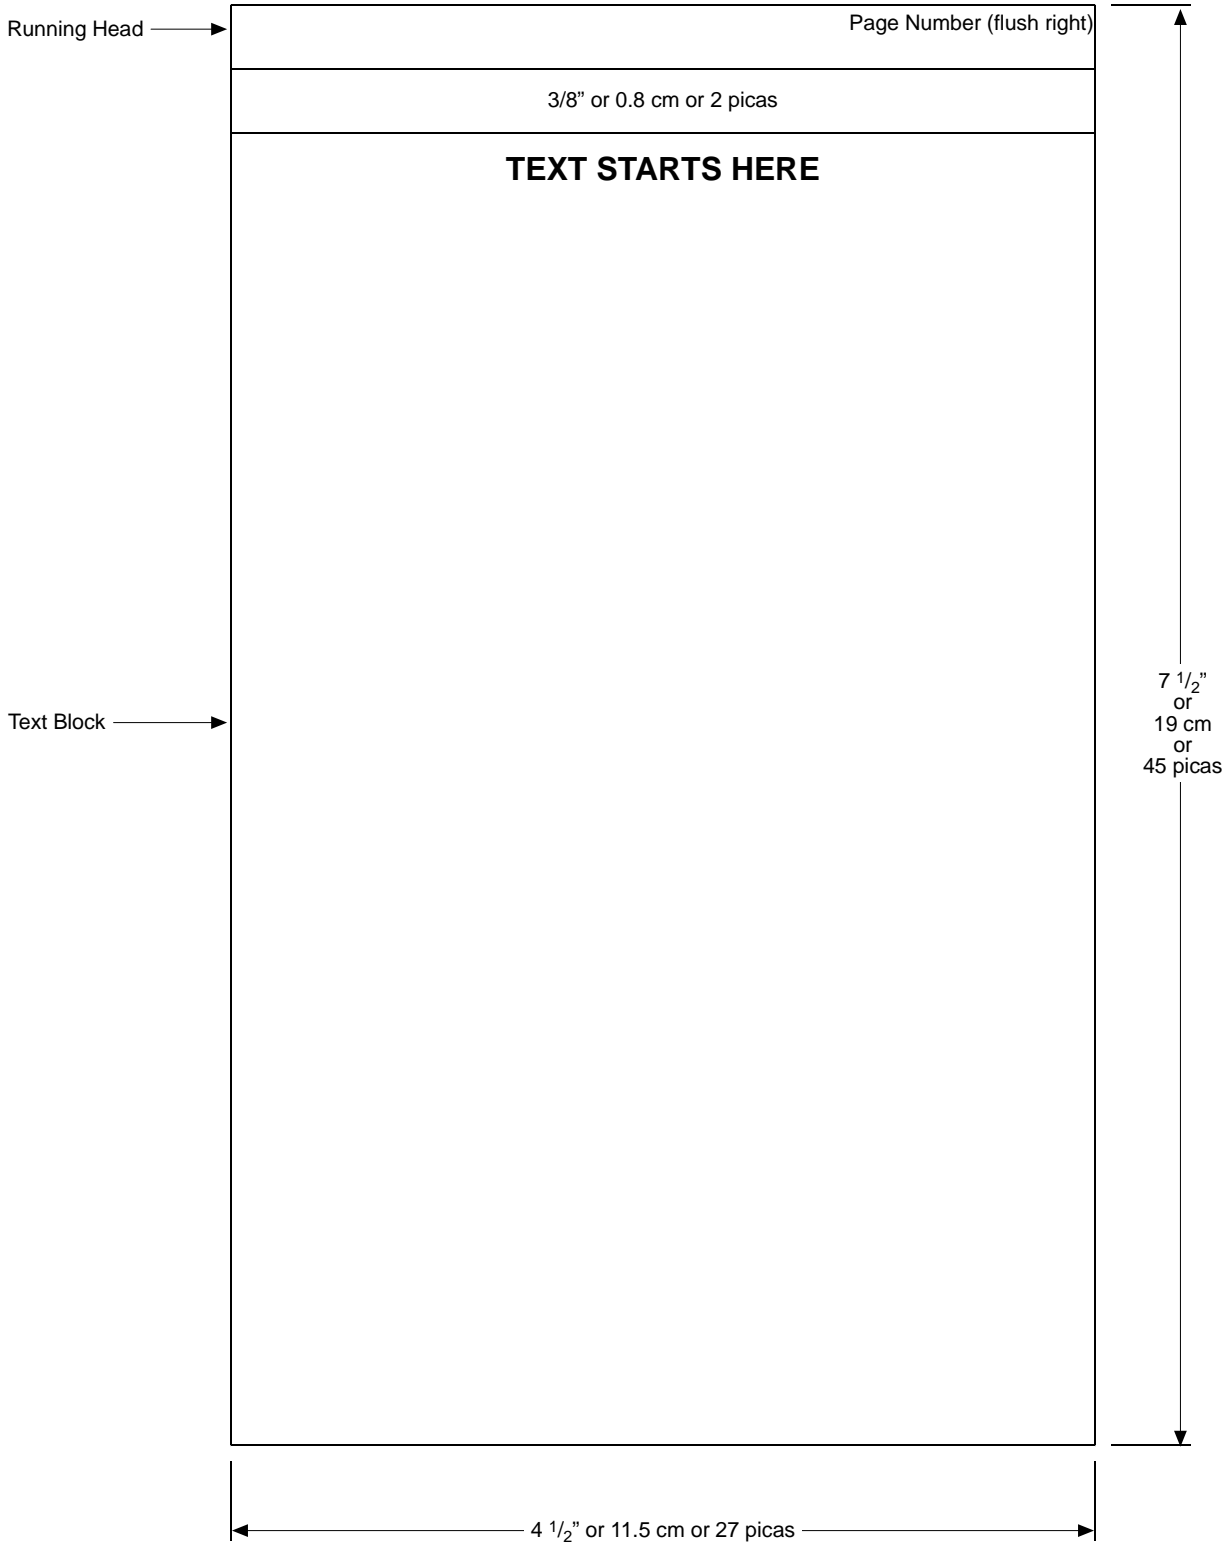 Running Head
Page Number (flush right)
3/8” or 0.8 cm or 2 picas
TEXT STARTS HERE
Text Block
7 1/2”
or
19 cm
or
45 picas
4 1/2” or 11.5 cm or 27 picas